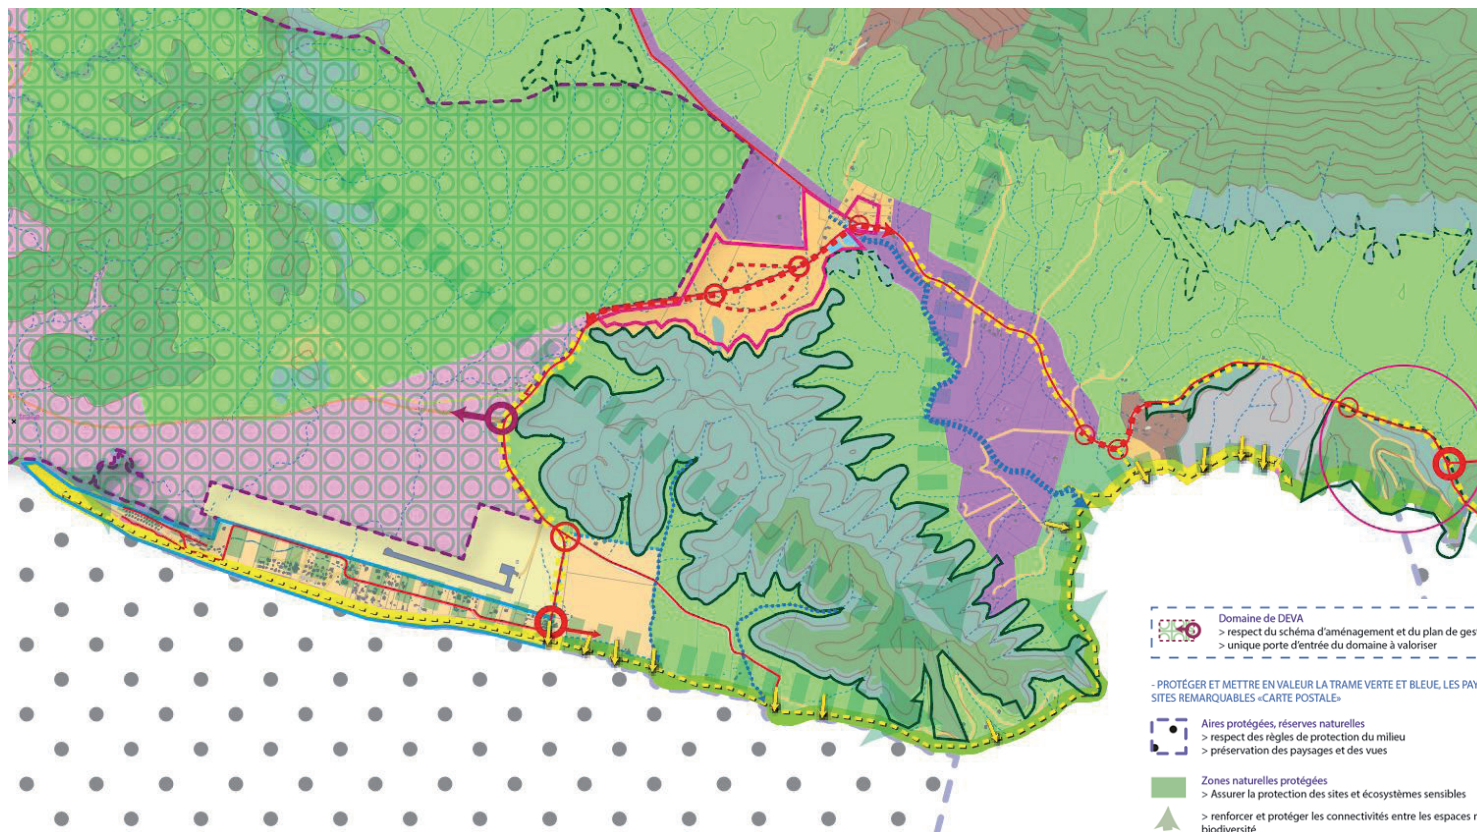 Domaine de DEVA
> respect du schéma d'aménagement et du plan de gest
> unique porte d'entrée du domaine à valoriser
- PROTÉGER ET METTRE EN VALEUR LA TRAME VERTE ET BLEUE, LES PAY
SITES REMARQUABLES «CARTE POSTALE»
Aires protégées, réserves naturelles
> respect des règles de protection du milieu
> préservation des paysages et des vues
Zones naturelles protégées
> Assurer la protection des sites et écosystèmes sensibles
> renforcer et protéger les connectivités entre les espaces n
biodiversité